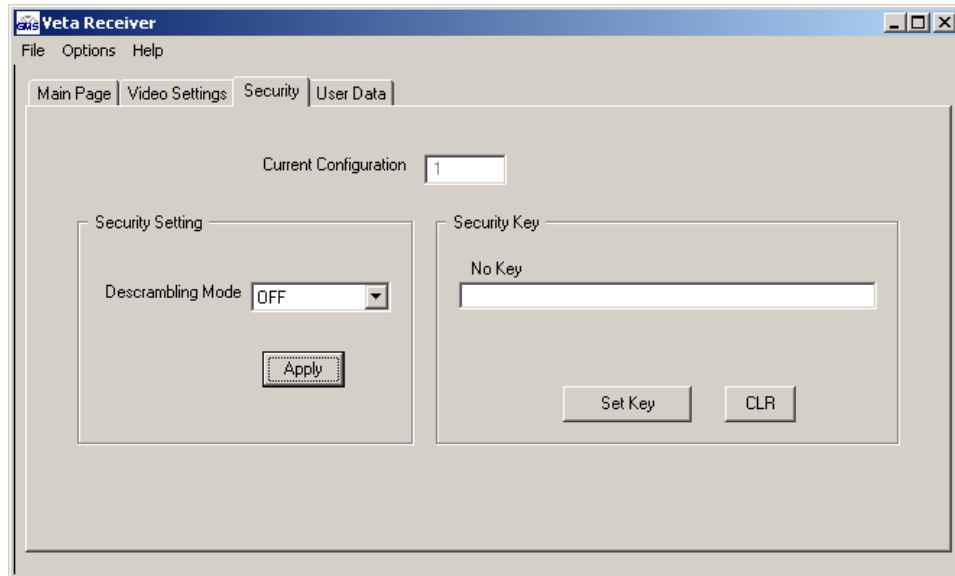 GMS Veta Receiver
File Options Help
Main Page Video Settings Security User Data
Current Configuration 1
Security Setting
Descrambling Mode OFF
Apply
Security Key
No Key
Set Key CLR